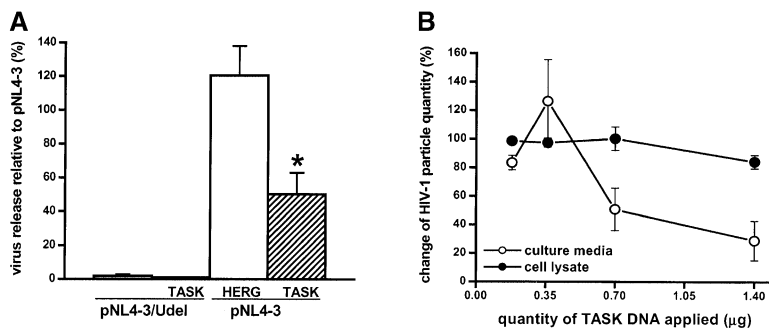 A
virus release relative to pNL4-3 (%)
140
120
100
80
60
40
20
0
*
TASK HERG TASK
pNL4-3/Udel pNL4-3
B
change of HIV-1 particle quantity (%)
160
140
120
100
80
60
40
20
0
culture media
cell lysate
0.00 0.35 0.70 1.05 1.40
quantity of TASK DNA applied (µg)